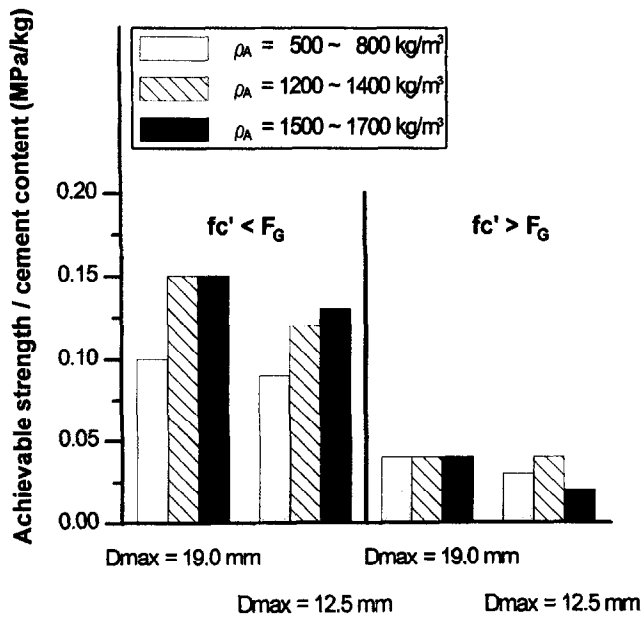 Achievable strength / cement content (MPa/kg)
ρA = 500 ~ 800 kg/m³
ρA = 1200 ~ 1400 kg/m³
ρA = 1500 ~ 1700 kg/m³
0.20
0.15
0.10
0.05
0.00
fc' < FG
fc' > FG
Dmax = 19.0 mm
Dmax = 19.0 mm
Dmax = 12.5 mm
Dmax = 12.5 mm